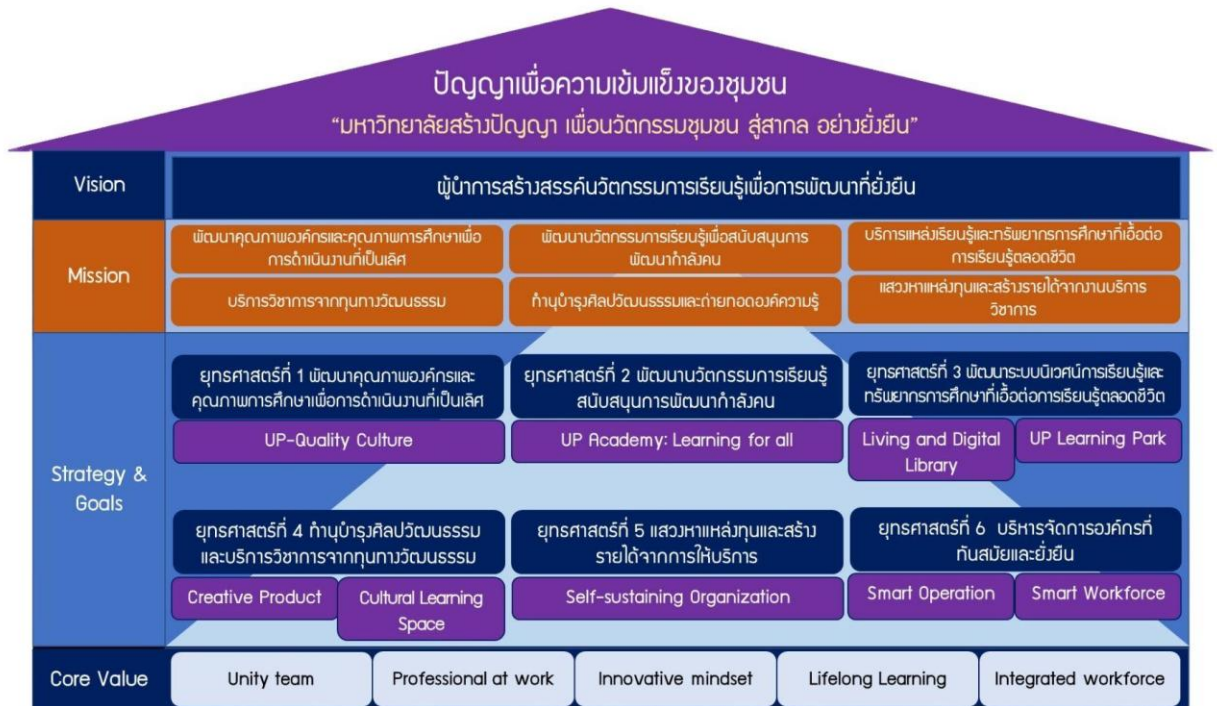 ปัญญาเพื่อความเข้มแข็งของชุมชน
“มหาวิทยาลัยสร้างปัญญา เพื่อนวัตกรรมชุมชน สู่สากล อย่างยั่งยืน”
Vision
ผู้นำการสร้างสรรค์นวัตกรรมการเรียนรู้เพื่อการพัฒนาที่ยั่งยืน
Mission
พัฒนาคุณภาพองค์กรและคุณภาพการศึกษาเพื่อ
การดำเนินงานที่เป็นเลิศ
พัฒนานวัตกรรมการเรียนรู้เพื่อสนับสนุนการ
พัฒนากำลังคน
บริการแหล่งเรียนรู้และทรัพยากรการศึกษาที่เอื้อต่อ
การเรียนรู้ตลอดชีวิต
บริการวิชาการจากทุนทางวัฒนธรรม
ทำนุบำรุงศิลปวัฒนธรรมและถ่ายทอดองค์ความรู้
แสวงหาแหล่งทุนและสร้างรายได้จากงานบริการ
วิชาการ
Strategy &
Goals
ยุทธศาสตร์ที่ 1 พัฒนาคุณภาพองค์กรและ
คุณภาพการศึกษาเพื่อการดำเนินงานที่เป็นเลิศ
UP-Quality Culture
ยุทธศาสตร์ที่ 2 พัฒนานวัตกรรมการเรียนรู้
สนับสนุนการพัฒนากำลังคน
UP Academy: Learning for all
ยุทธศาสตร์ที่ 3 พัฒนาระบบนิเวศน์การเรียนรู้และ
ทรัพยากรการศึกษาที่เอื้อต่อการเรียนรู้ตลอดชีวิต
Living and Digital
Library
UP Learning Park
ยุทธศาสตร์ที่ 4 ทำนุบำรุงศิลปวัฒนธรรม
และบริการวิชาการจากทุนทางวัฒนธรรม
Creative Product
Cultural Learning
Space
ยุทธศาสตร์ที่ 5 แสวงหาแหล่งทุนและสร้าง
รายได้จากการให้บริการ
Self-sustaining Organization
ยุทธศาสตร์ที่ 6 บริหารจัดการองค์กรที่
ทันสมัยและยั่งยืน
Smart Operation
Smart Workforce
Core Value
Unity team
Professional at work
Innovative mindset
Lifelong Learning
Integrated workforce